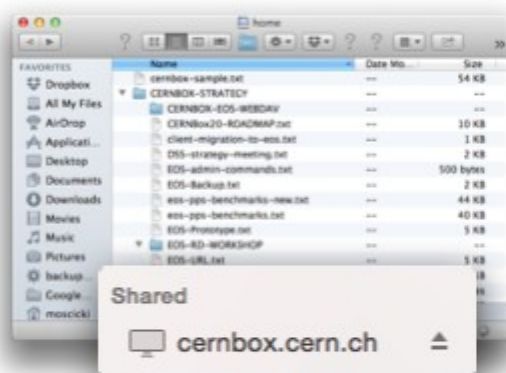 home
FAVORITES
Dropbox
All My Files
AirDrop
Applicati...
Desktop
Documents
Downloads
Movies
Music
Pictures
backup...
Google...
moscicki
Name Date Mo... Size
cernbox-sample.txt -- 54 KB
CERNBOX-STRATEGY -- --
CERNBOX-EOS-WEBDAV -- --
CERNBox20-ROADMAP.txt -- 10 KB
client-migration-to-eos.txt -- 1 KB
DSS-strategy-meeting.txt -- 2 KB
EOS-admin-commands.txt -- 500 bytes
EOS-Backup.txt -- 2 KB
eos-pps-benchmarks-new.txt -- 44 KB
eos-pps-benchmarks.txt -- 40 KB
EOS-Prototype.txt -- 5 KB
EOS-RD-WORKSHOP -- --
EOS-URL.txt -- 5 KB
Shared
cernbox.cern.ch